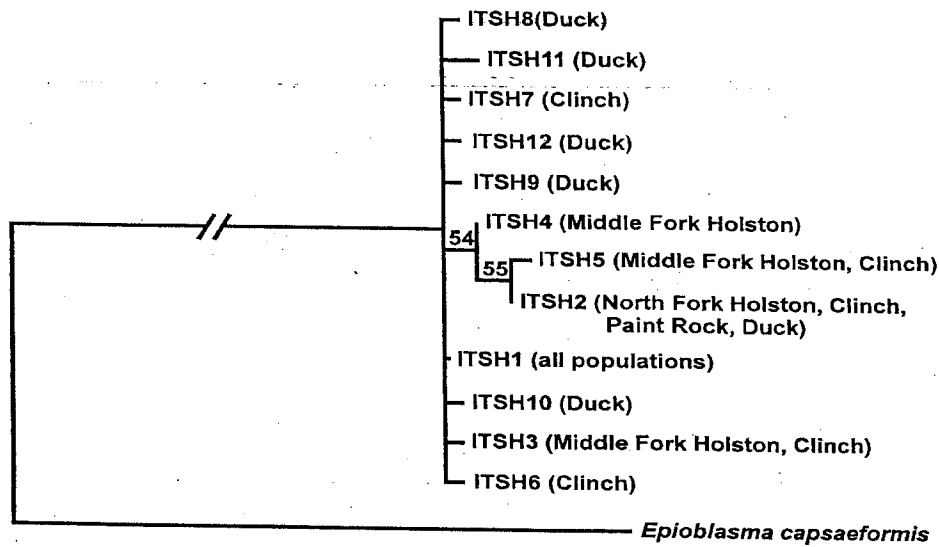 ITSH8(Duck)
ITSH11 (Duck)
ITSH7 (Clinch)
ITSH12 (Duck)
ITSH9 (Duck)
ITSH4 (Middle Fork Holston)
54
ITSH5 (Middle Fork Holston, Clinch)
55
ITSH2 (North Fork Holston, Clinch,
Paint Rock, Duck)
ITSH1 (all populations)
ITSH10 (Duck)
ITSH3 (Middle Fork Holston, Clinch)
ITSH6 (Clinch)
Epioblasma capsaeformis